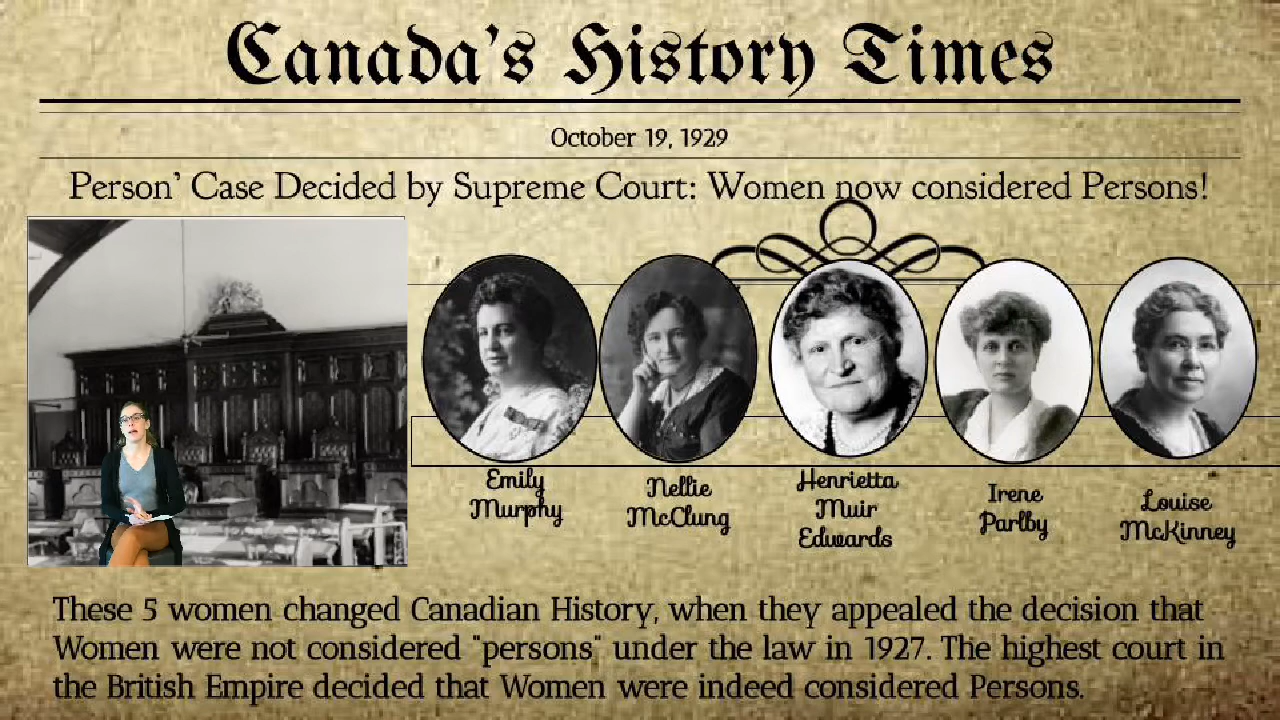 Canada's History Times
October 19, 1929
Person' Case Decided by Supreme Court: Women now considered Persons!
Emily
Murphy
Nellie
McClung
Henrietta
Muir
Edwards
Irene
Parlby
Louise
McKinney
These 5 women changed Canadian History, when they appealed the decision that
Women were not considered "persons" under the law in 1927. The highest court in
the British Empire decided that Women were indeed considered Persons.